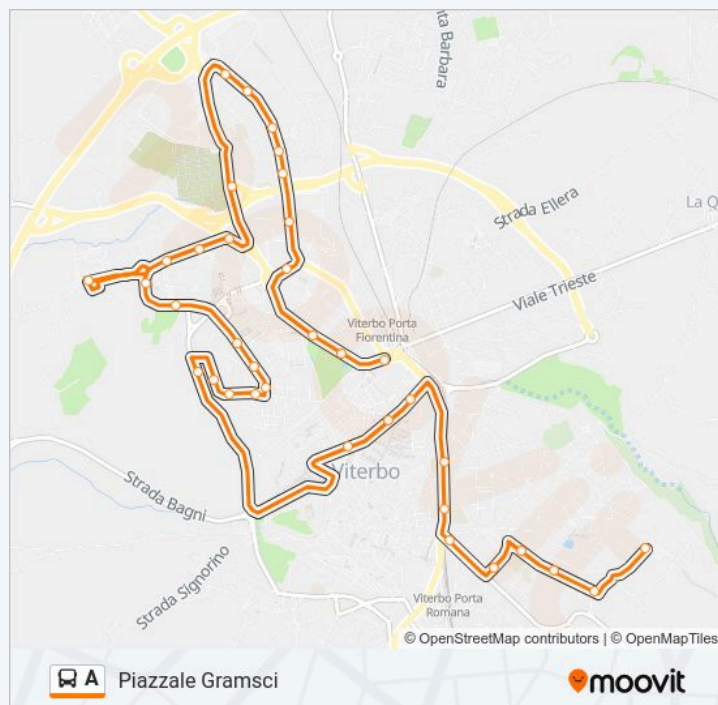 nta Barbara
Strada Ellera
La Q
Viale Trieste
Viterbo Porta
Fiorentina
Viterbo
Strada Bagni
Strada Signorino
Viterbo Porta
Romana
© OpenStreetMap contributors | © OpenMapTiles
A Piazzale Gramsci
moovit